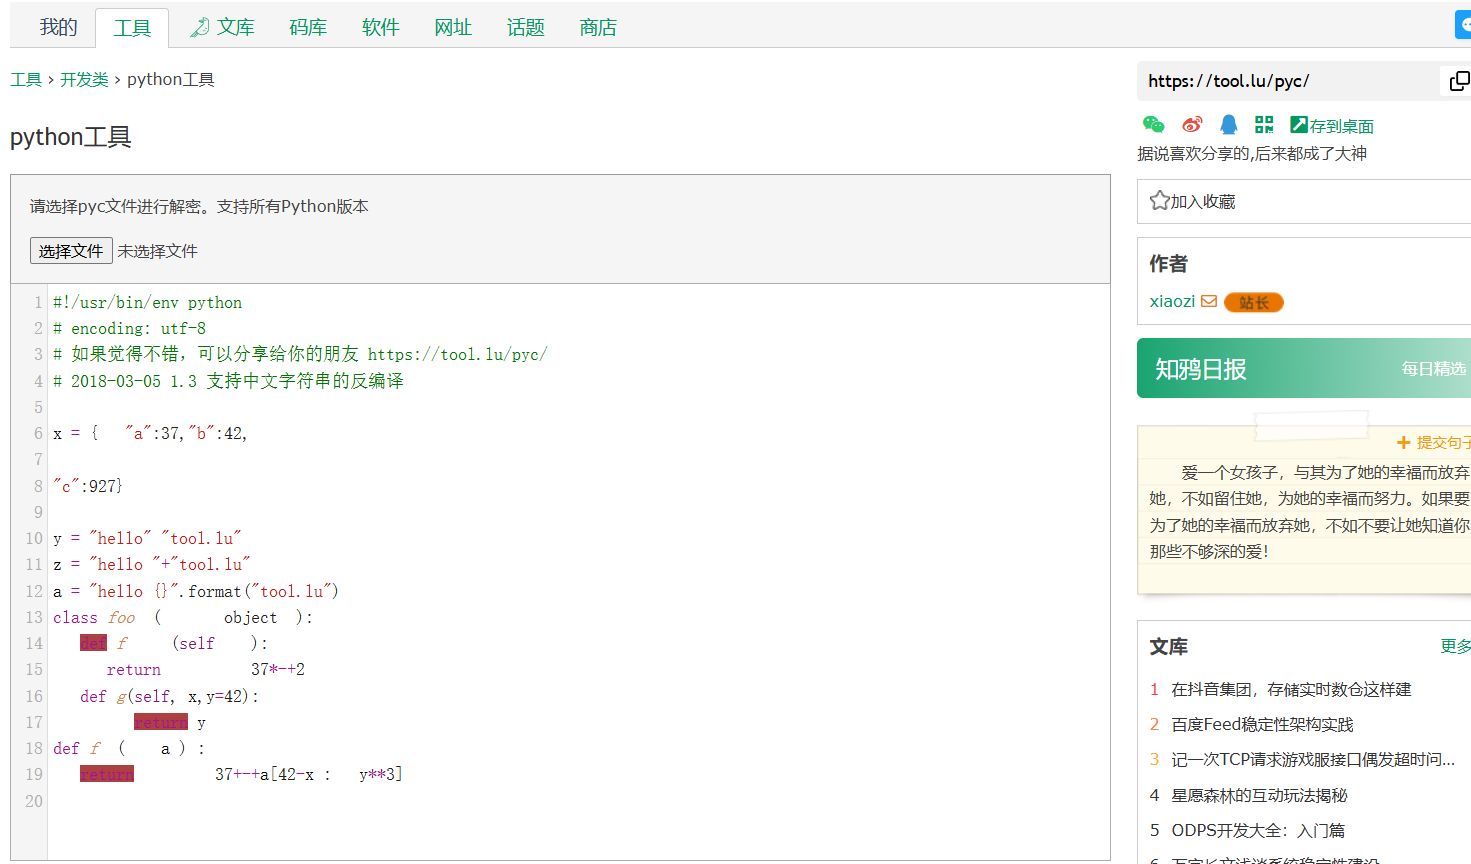 我的 工具 文库 码库 软件 网址 话题 商店
工具 › 开发类 › python工具
python工具
请选择pyc文件进行解密。支持所有Python版本
选择文件 未选择文件
1 #!/usr/bin/env python
2 # encoding: utf-8
3 # 如果觉得不错，可以分享给你的朋友 https://tool.lu/pyc/
4 # 2018-03-05 1.3 支持中文字符串的反编译
5
6 x = {   "a":37,"b":42,
7
8 "c":927}
9
10 y = "hello" "tool.lu"
11 z = "hello "+"tool.lu"
12 a = "hello {}".format("tool.lu")
13 class foo  (       object  ):
14    def f     (self    ):
15       return          37*-+2
16    def g(self, x,y=42):
17          return y
18 def f  (    a ) :
19    return         37+-+a[42-x :   y**3]
20
https://tool.lu/pyc/
存到桌面
据说喜欢分享的,后来都成了大神
加入收藏
作者
xiaozi 站长
知鸦日报 每日精选
+ 提交句子
爱一个女孩子，与其为了她的幸福而放弃
她，不如留住她，为她的幸福而努力。如果要
为了她的幸福而放弃她，不如不要让她知道你
那些不够深的爱！
文库 更多
1 在抖音集团，存储实时数仓这样建
2 百度Feed稳定性架构实践
3 记一次TCP请求游戏服接口偶发超时问...
4 星愿森林的互动玩法揭秘
5 ODPS开发大全：入门篇
6 万字长文浅谈系统稳定性建设